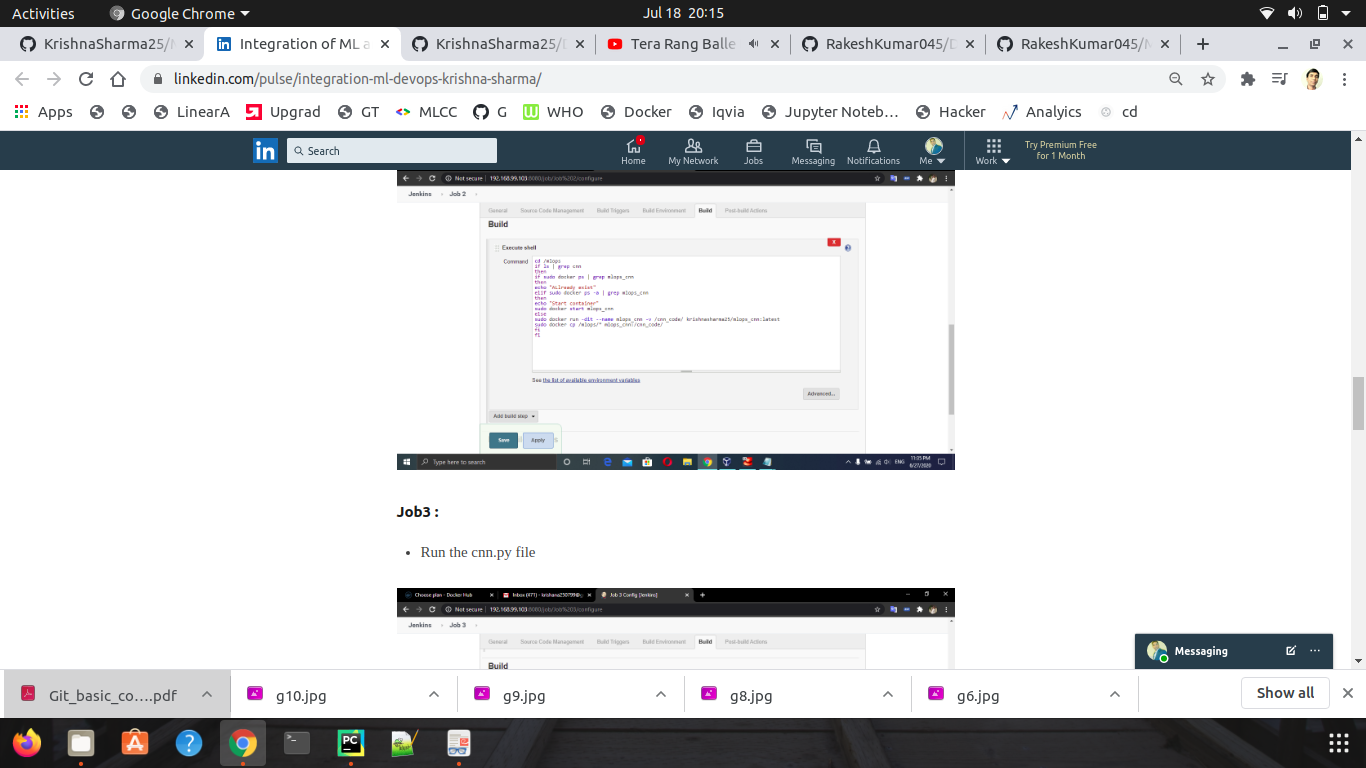 Activities
Google Chrome
Jul 18 20:15
KrishnaSharma25/
Integration of ML a
KrishnaSharma25/
Tera Rang Balle
RakeshKumar045/D
RakeshKumar045/
linkedin.com/pulse/integration-ml-devops-krishna-sharma/
Apps
LinearA
Upgrad
GT
MLCC
G
WHO
Docker
Iqvia
Jupyter Noteb…
Hacker
Anaylics
cd
in
Search
Home
My Network
Jobs
Messaging
Notifications
Me
Work
Try Premium Free
for 1 Month
Not secure | 192.168.99.103:8080/job/Job%202/configure
Jenkins
Job 2
General
Source Code Management
Build Triggers
Build Environment
Build
Post-build Actions
Build
X
Execute shell
Command
cd /mlops
if ls | grep cnn
then
if sudo docker ps | grep mlops_cnn
then
echo
elif sudo docker ps -a | grep mlops_cnn
then
echo "Start container"
sudo docker start mlops_cnn
else
sudo docker run -dit --name mlops_cnn -v /cnn_code/ krishnasharma25/mlops_cnn:latest
sudo docker cp /mlops/* mlops_cnn:/cnn_code/
fi
fi
See the list of available environment variables
Advanced...
Add build step
Save
Apply
Type here to search
ENG
11:05 PM
6/27/2020
Job3 :
• Run the cnn.py file
Choose plan - Docker Hub
Job 3 Config [Jenkins]
Not secure | 192.168.99.103:8080/job/Job%203/configure
Jenkins
Job 3
General
Source Code Management
Build Triggers
Build Environment
Build
Post-build Actions
Build
Messaging
Git_basic_co….pdf
g10.jpg
g9.jpg
g8.jpg
g6.jpg
Show all